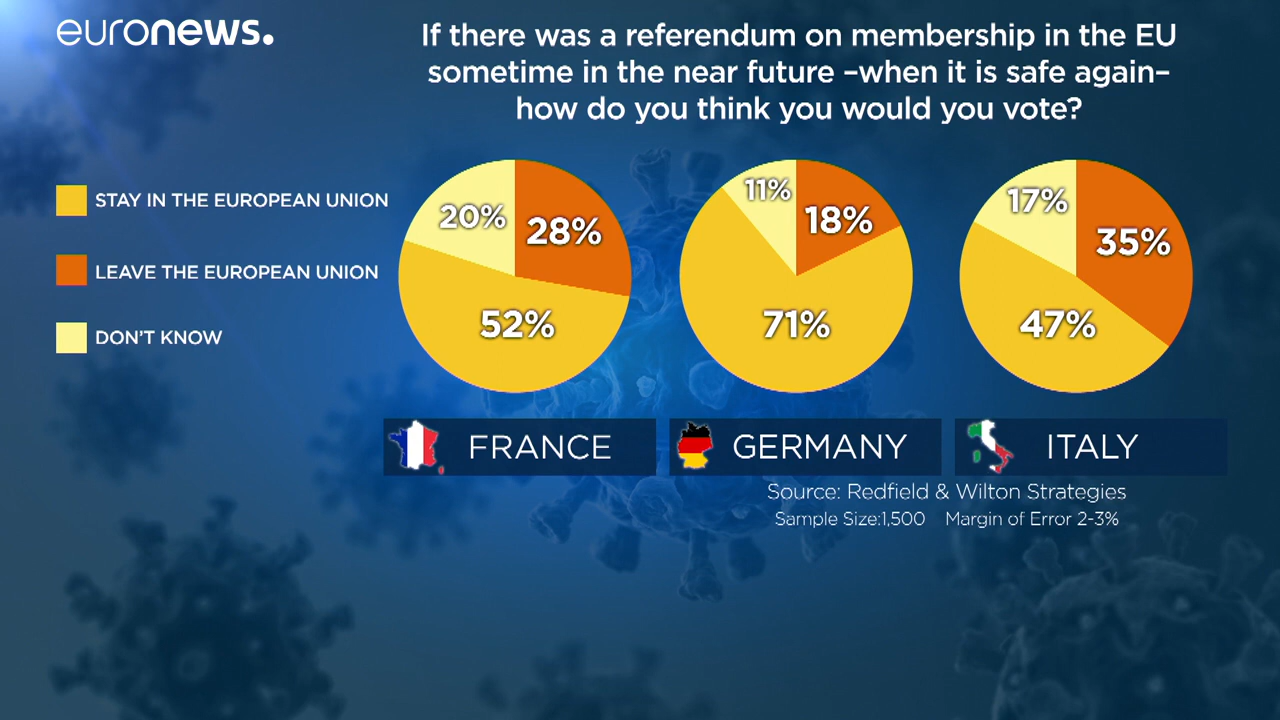 euronews.
If there was a referendum on membership in the EU
sometime in the near future –when it is safe again–
how do you think you would you vote?
STAY IN THE EUROPEAN UNION
LEAVE THE EUROPEAN UNION
DON'T KNOW
20%
28%
52%
11%
18%
71%
17%
35%
47%
FRANCE
GERMANY
ITALY
Source: Redfield & Wilton Strategies
Sample Size:1,500 Margin of Error 2-3%